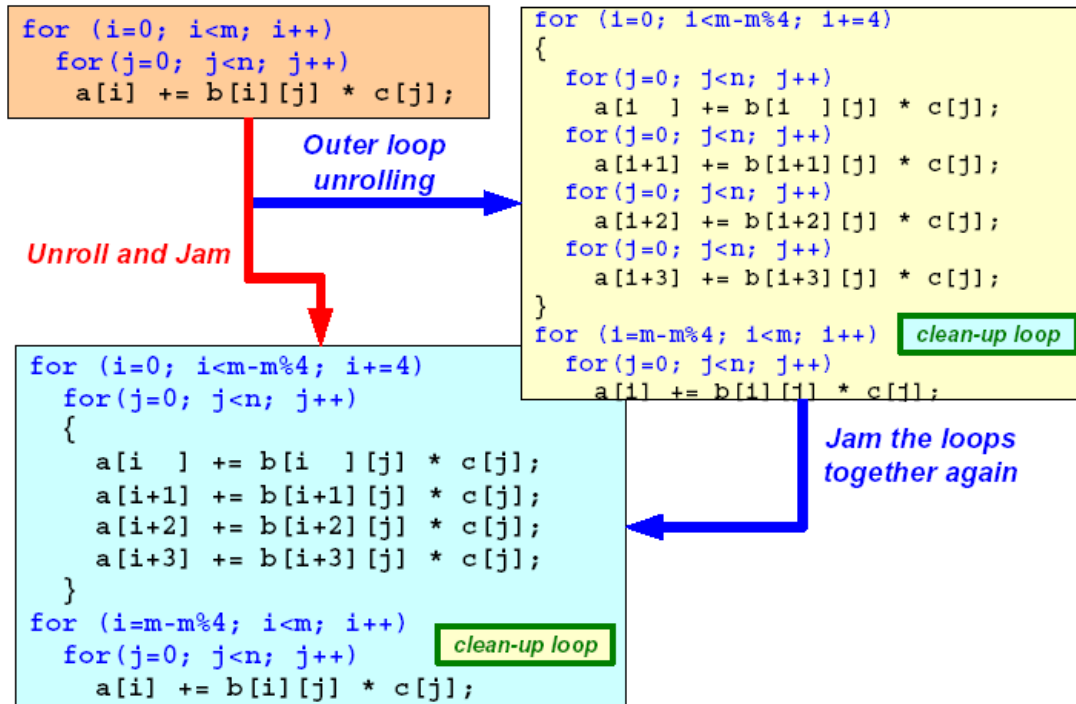 for (i=0; i<m; i++)
for(j=0; j<n; j++)
a[i] += b[i][j] * c[j];
Outer loop
unrolling
Unroll and Jam
for (i=0; i<m-m%4; i+=4)
{
for(j=0; j<n; j++)
a[i  ] += b[i  ][j] * c[j];
for(j=0; j<n; j++)
a[i+1] += b[i+1][j] * c[j];
for(j=0; j<n; j++)
a[i+2] += b[i+2][j] * c[j];
for(j=0; j<n; j++)
a[i+3] += b[i+3][j] * c[j];
}
for (i=m-m%4; i<m; i++)
clean-up loop
for(j=0; j<n; j++)
a[i] += b[i][j] * c[j];
Jam the loops
together again
for (i=0; i<m-m%4; i+=4)
for(j=0; j<n; j++)
{
a[i  ] += b[i  ][j] * c[j];
a[i+1] += b[i+1][j] * c[j];
a[i+2] += b[i+2][j] * c[j];
a[i+3] += b[i+3][j] * c[j];
}
for (i=m-m%4; i<m; i++)
clean-up loop
for(j=0; j<n; j++)
a[i] += b[i][j] * c[j];